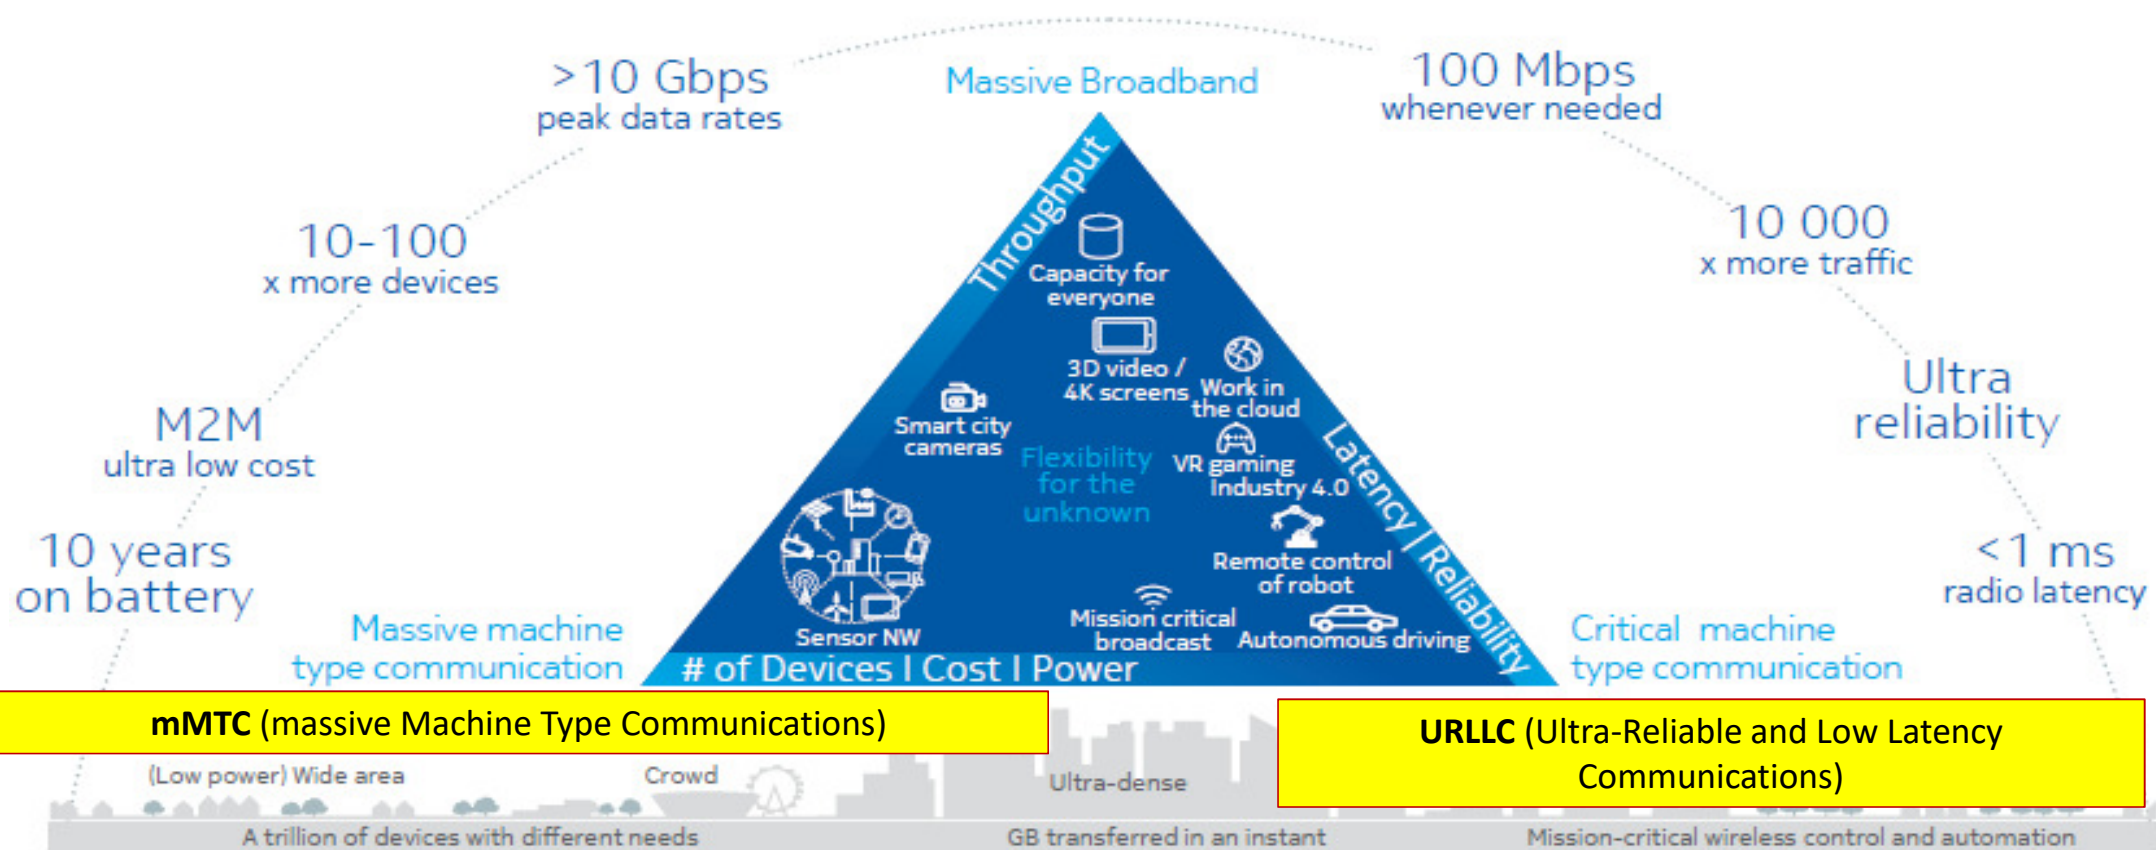 >10 Gbps
peak data rates
Massive Broadband
100 Mbps
whenever needed
10-100
x more devices
10 000
x more traffic
M2M
ultra low cost
Ultra
reliability
10 years
on battery
<1 ms
radio latency
Throughput
Capacity for
everyone
3D video /
4K screens
Work in
the cloud
Smart city
cameras
Flexibility
for the
unknown
VR gaming
Industry 4.0
Latency | Reliability
Remote control
of robot
Sensor NW
Mission critical
broadcast
Autonomous driving
Massive machine
type communication
# of Devices I Cost I Power
Critical machine
type communication
mMTC (massive Machine Type Communications)
URLLC (Ultra-Reliable and Low Latency
Communications)
(Low power) Wide area
Crowd
Ultra-dense
A trillion of devices with different needs
GB transferred in an instant
Mission-critical wireless control and automation